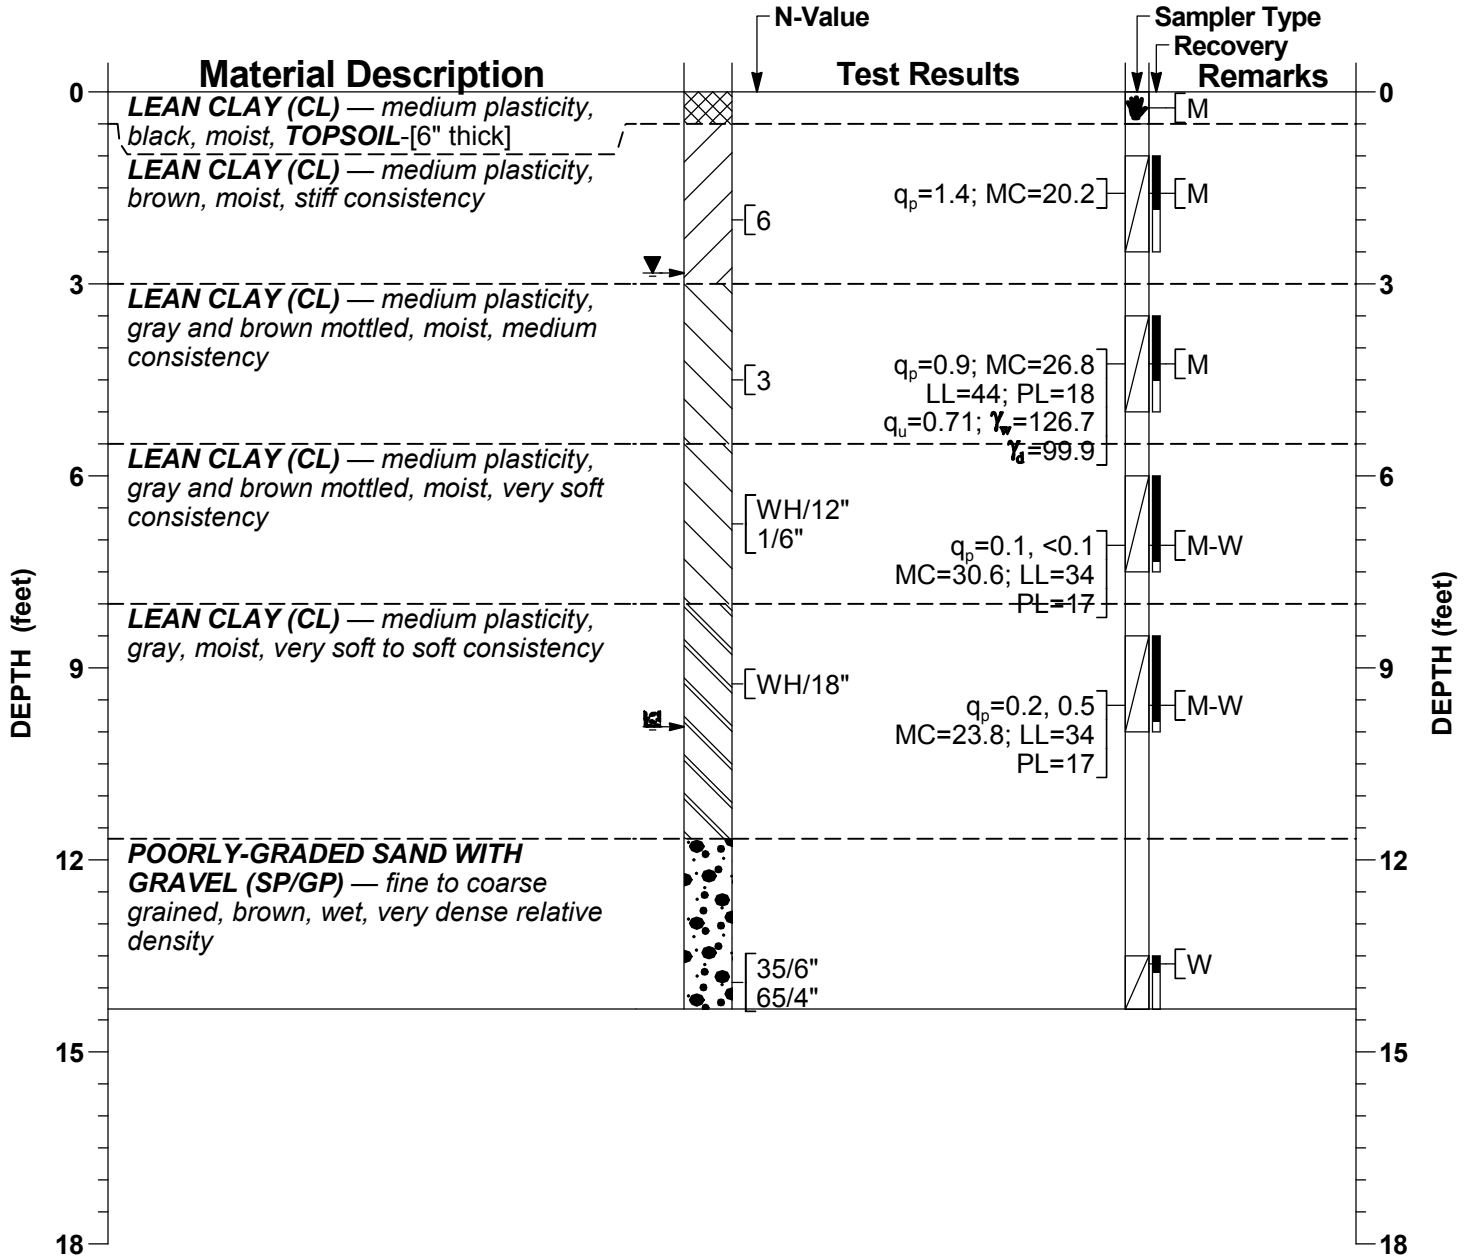 N-Value
Sampler Type
Recovery
Material Description
Test Results
Remarks
0
0
LEAN CLAY (CL) — medium plasticity,
black, moist, TOPSOIL-[6" thick]
M
LEAN CLAY (CL) — medium plasticity,
brown, moist, stiff consistency
6
qp=1.4; MC=20.2
M
3
3
LEAN CLAY (CL) — medium plasticity,
gray and brown mottled, moist, medium
consistency
3
qp=0.9; MC=26.8
LL=44; PL=18
qu=0.71; γw=126.7
γd=99.9
M
LEAN CLAY (CL) — medium plasticity,
gray and brown mottled, moist, very soft
consistency
6
6
WH/12"
1/6"
qp=0.1, <0.1
MC=30.6; LL=34
PL=17
M-W
DEPTH (feet)
DEPTH (feet)
LEAN CLAY (CL) — medium plasticity,
gray, moist, very soft to soft consistency
9
9
WH/18"
qp=0.2, 0.5
MC=23.8; LL=34
PL=17
M-W
12
12
POORLY-GRADED SAND WITH
GRAVEL (SP/GP) — fine to coarse
grained, brown, wet, very dense relative
density
35/6"
65/4"
W
15
15
18
18